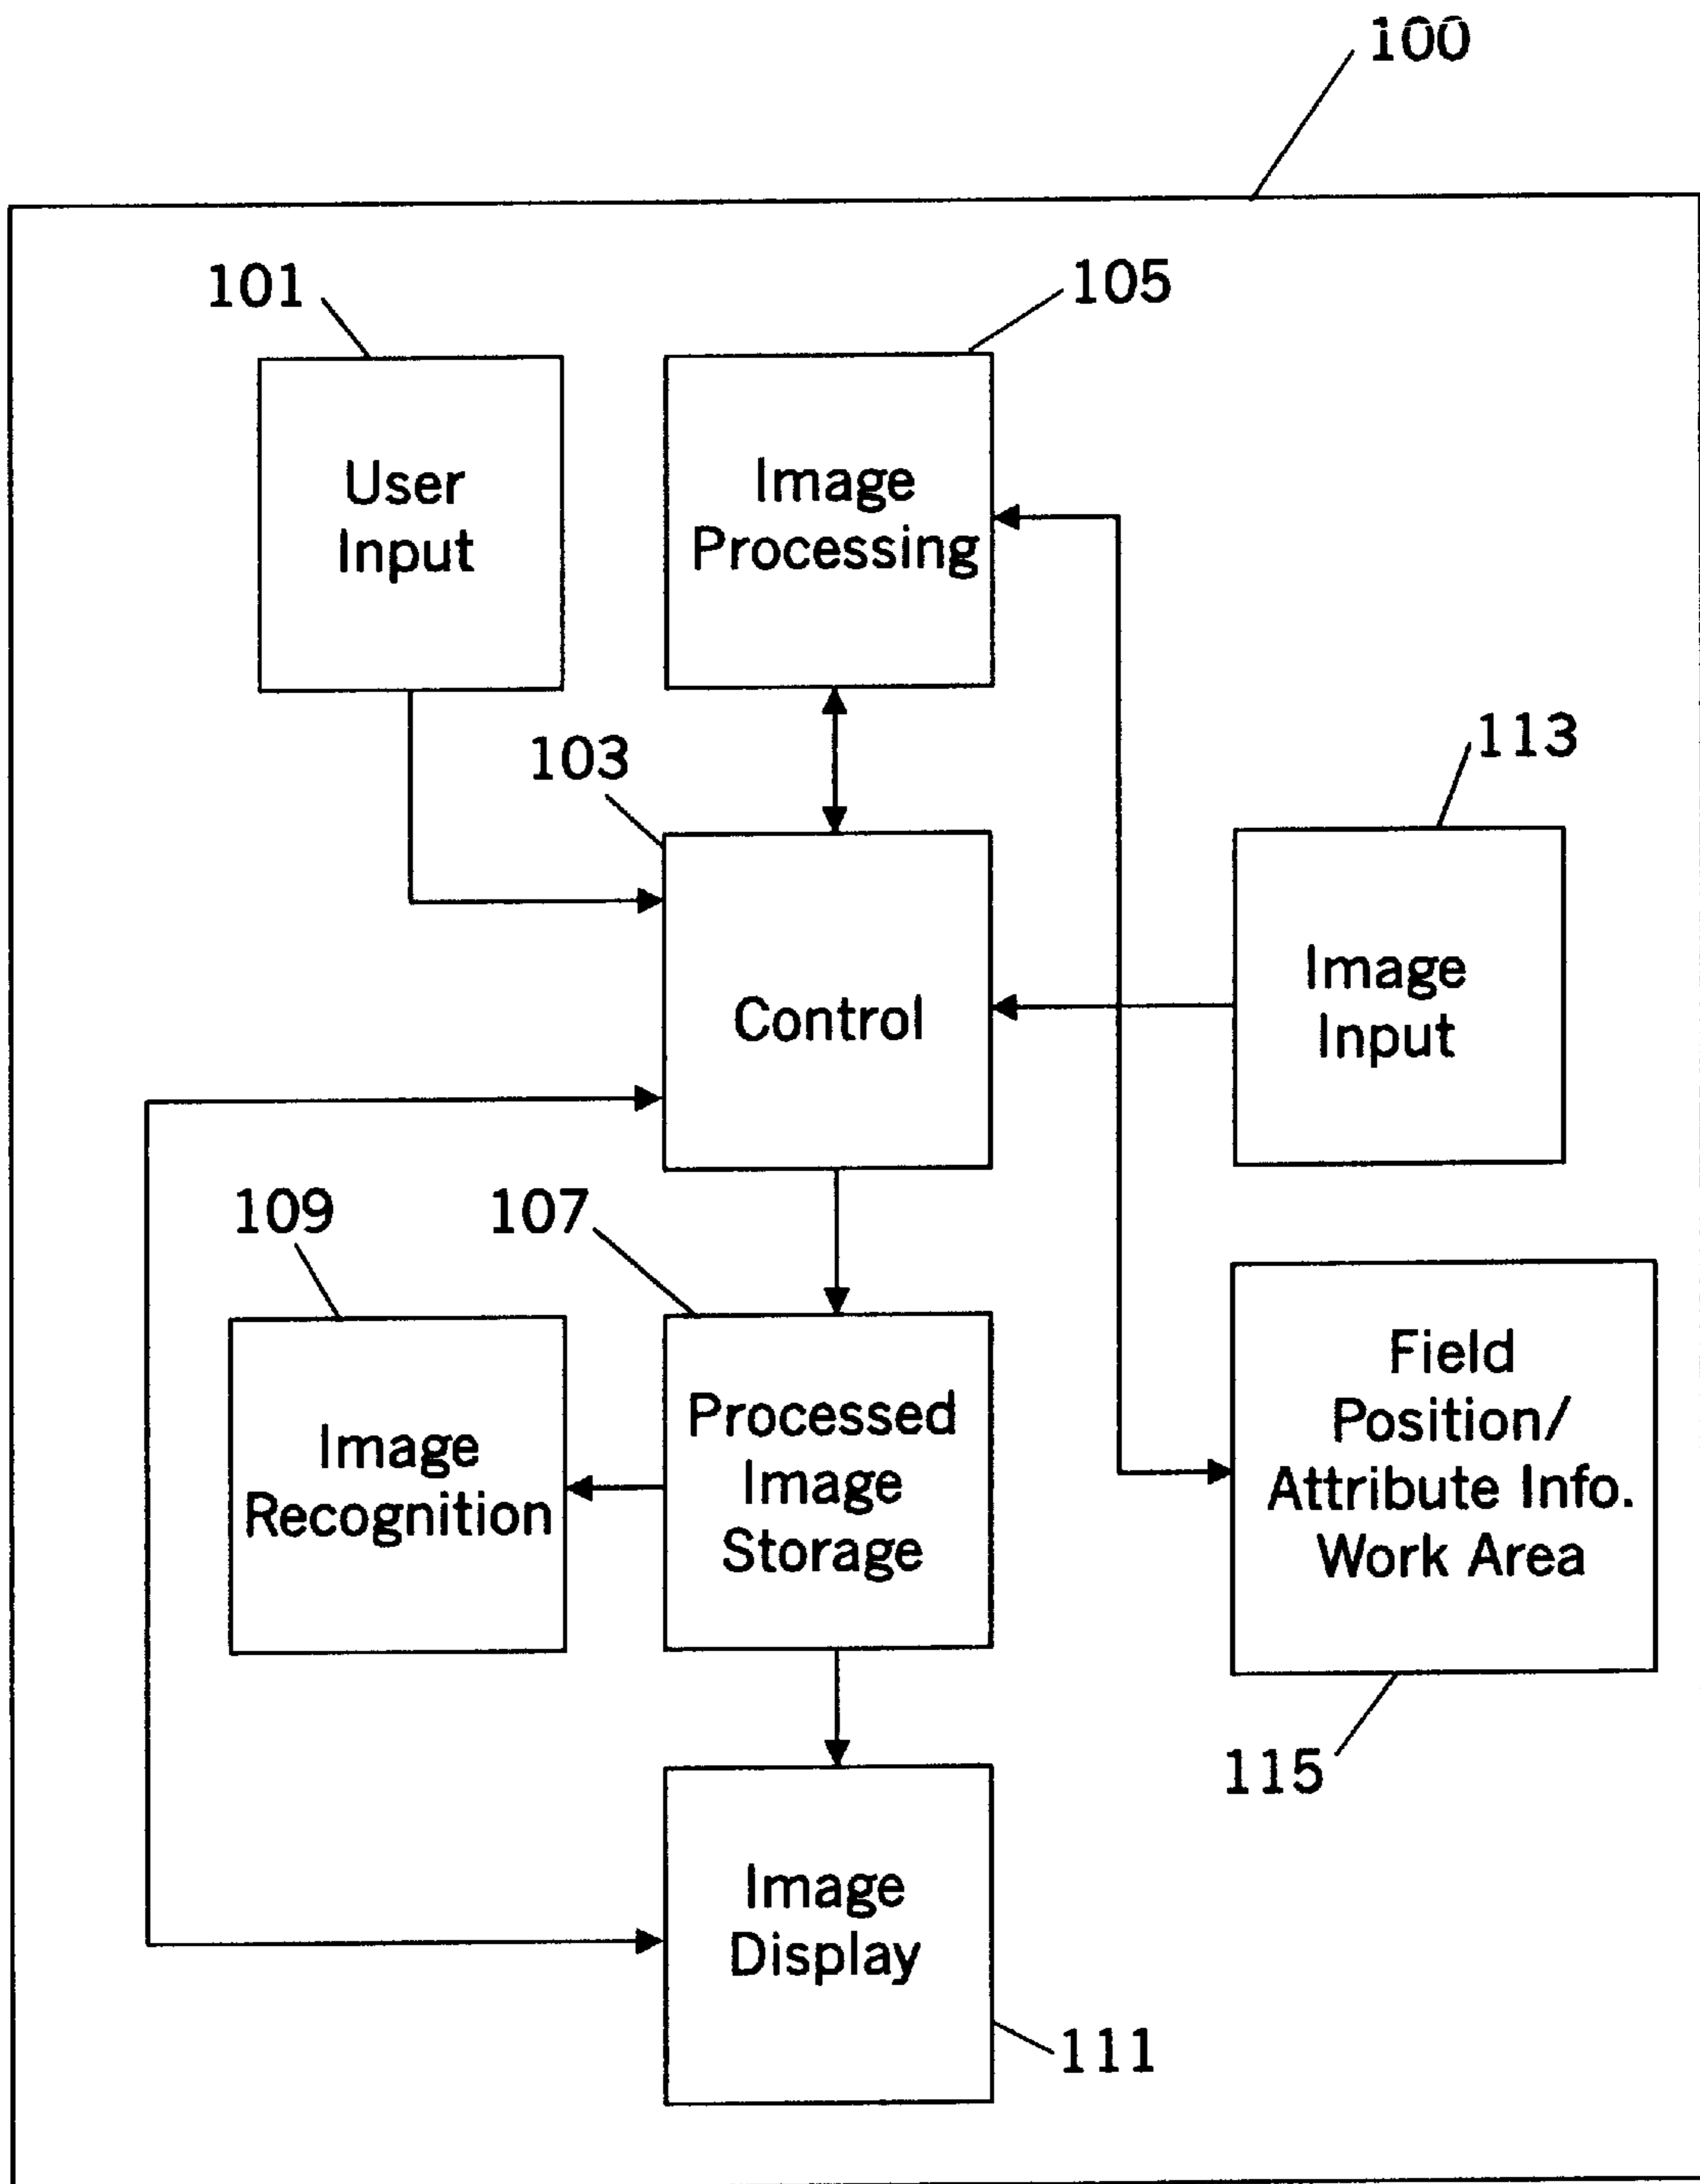 100
101
105
User
Input
Image
Processing
103
113
Control
Image
Input
109
107
Image
Recognition
Processed
Image
Storage
Field
Position/
Attribute Info.
Work Area
115
Image
Display
111